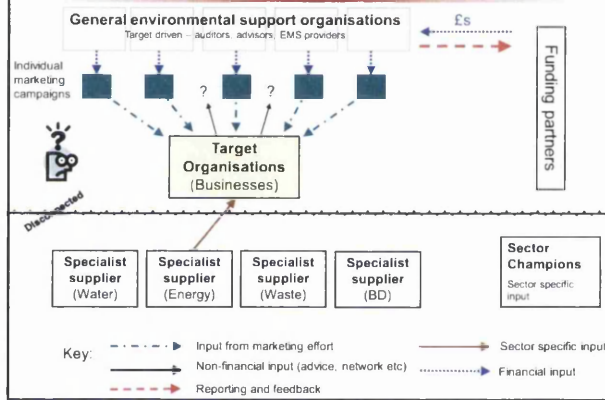 General environmental support organisations
Target driven – auditors, advisors, EMS providers
£s
Individual
marketing
campaigns
?
?
Funding partners
?
Target
Organisations
(Businesses)
Disconnected
Specialist
supplier
(Water)
Specialist
supplier
(Energy)
Specialist
supplier
(Waste)
Specialist
supplier
(BD)
Sector
Champions
Sector specific
input
Key:
Input from marketing effort
Sector specific input
Non-financial input (advice, network etc)
Financial input
Reporting and feedback